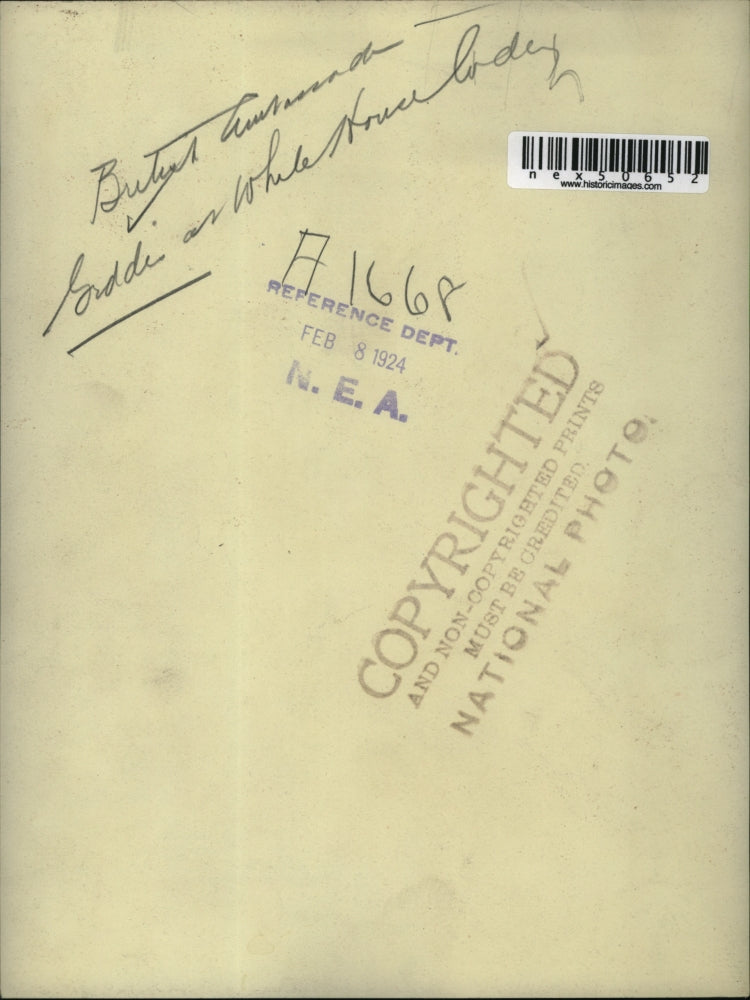 British Ambassador
Geddes at White House today
nex50652
www.historicimages.com
A 1668
REFERENCE DEPT.
FEB 8 1924
N. E. A.
COPYRIGHTED
AND NON-COPYRIGHTED PRINTS
MUST BE CREDITED
NATIONAL PHOTO.